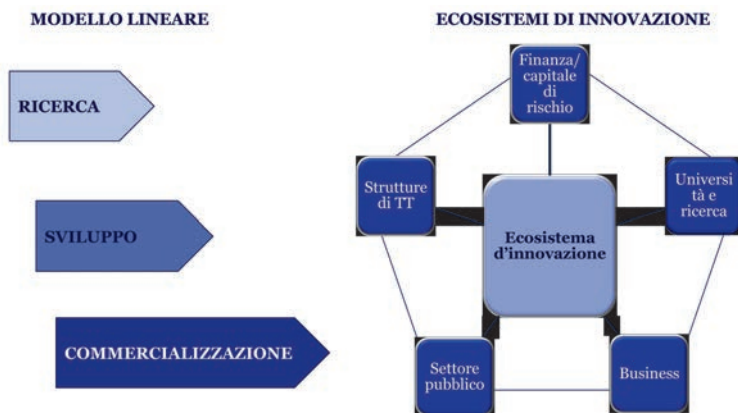 MODELLO LINEARE
RICERCA
SVILUPPO
COMMERCIALIZZAZIONE
ECOSISTEMI DI INNOVAZIONE
Finanza/
capitale
di
rischio
Strutture
di TT
Universi
tà e
ricerca
Ecosistema
d'innovazione
Settore
pubblico
Business